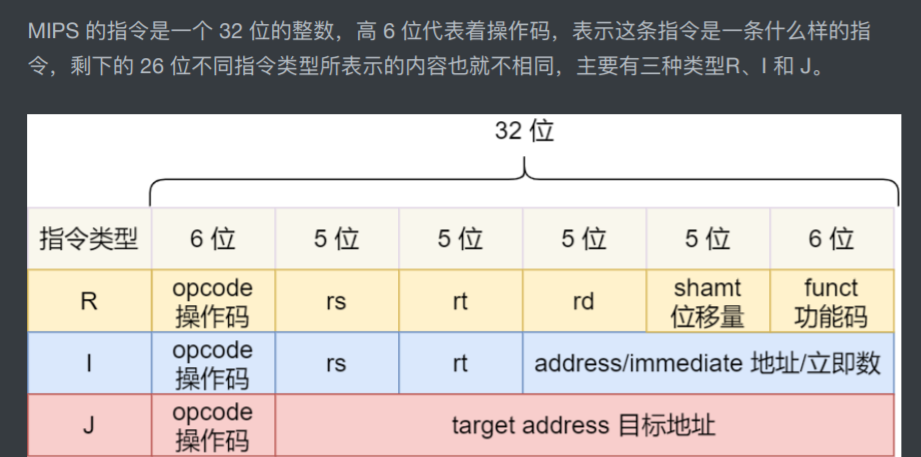 MIPS 的指令是一个 32 位的整数，高 6 位代表着操作码，表示这条指令是一条什么样的指
令，剩下的 26 位不同指令类型所表示的内容也就不相同，主要有三种类型R、I 和 J。
32 位
指令类型 6 位 5 位 5 位 5 位 5 位 6 位
R opcode 操作码 rs rt rd shamt 位移量 funct 功能码
I opcode 操作码 rs rt address/immediate 地址/立即数
J opcode 操作码 target address 目标地址